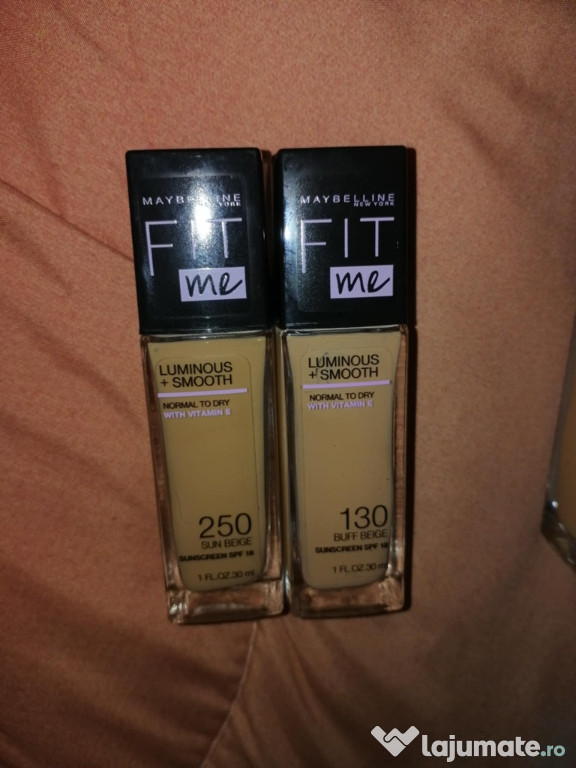 MAYBELLINE
NEW YORK
FIT
me
LUMINOUS
+ SMOOTH
NORMAL TO DRY
WITH VITAMIN E
250
SUN BEIGE
SUNSCREEN SPF 18
1 FL.OZ.30 ml
MAYBELLINE
NEW YORK
FIT
me
LUMINOUS
+ SMOOTH
NORMAL TO DRY
WITH VITAMIN E
130
BUFF BEIGE
SUNSCREEN SPF 18
1 FL.OZ.30 ml
lajumate.ro